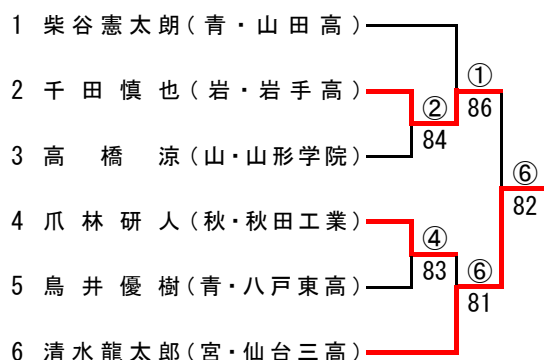 1 柴谷憲太朗(青・山田高)
2 千田慎也(岩・岩手高)
3 高橋涼(山・山形学院)
4 爪林研人(秋・秋田工業)
5 鳥井優樹(青・八戸東高)
6 清水龍太郎(宮・仙台三高)
②
84
①
86
④
83
⑥
81
⑥
82